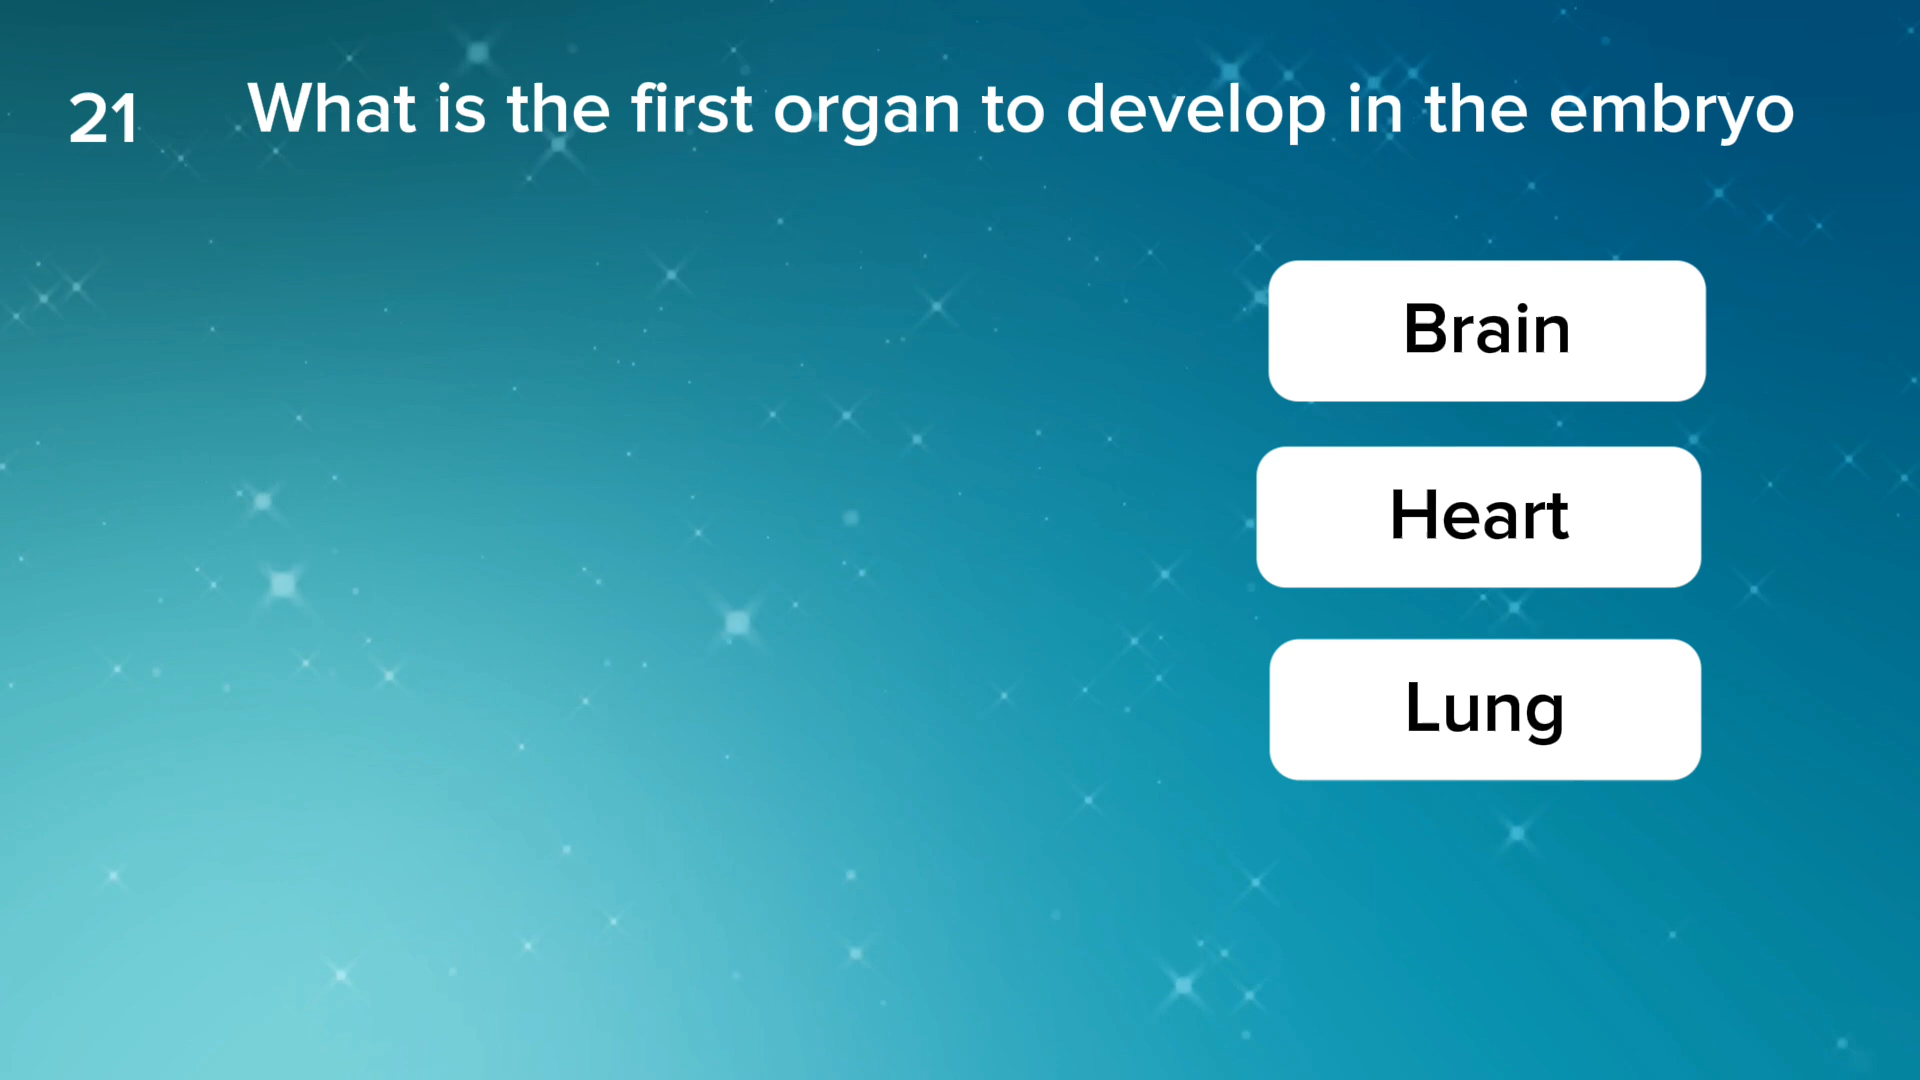 21 What is the first organ to develop in the embryo
Brain
Heart
Lung